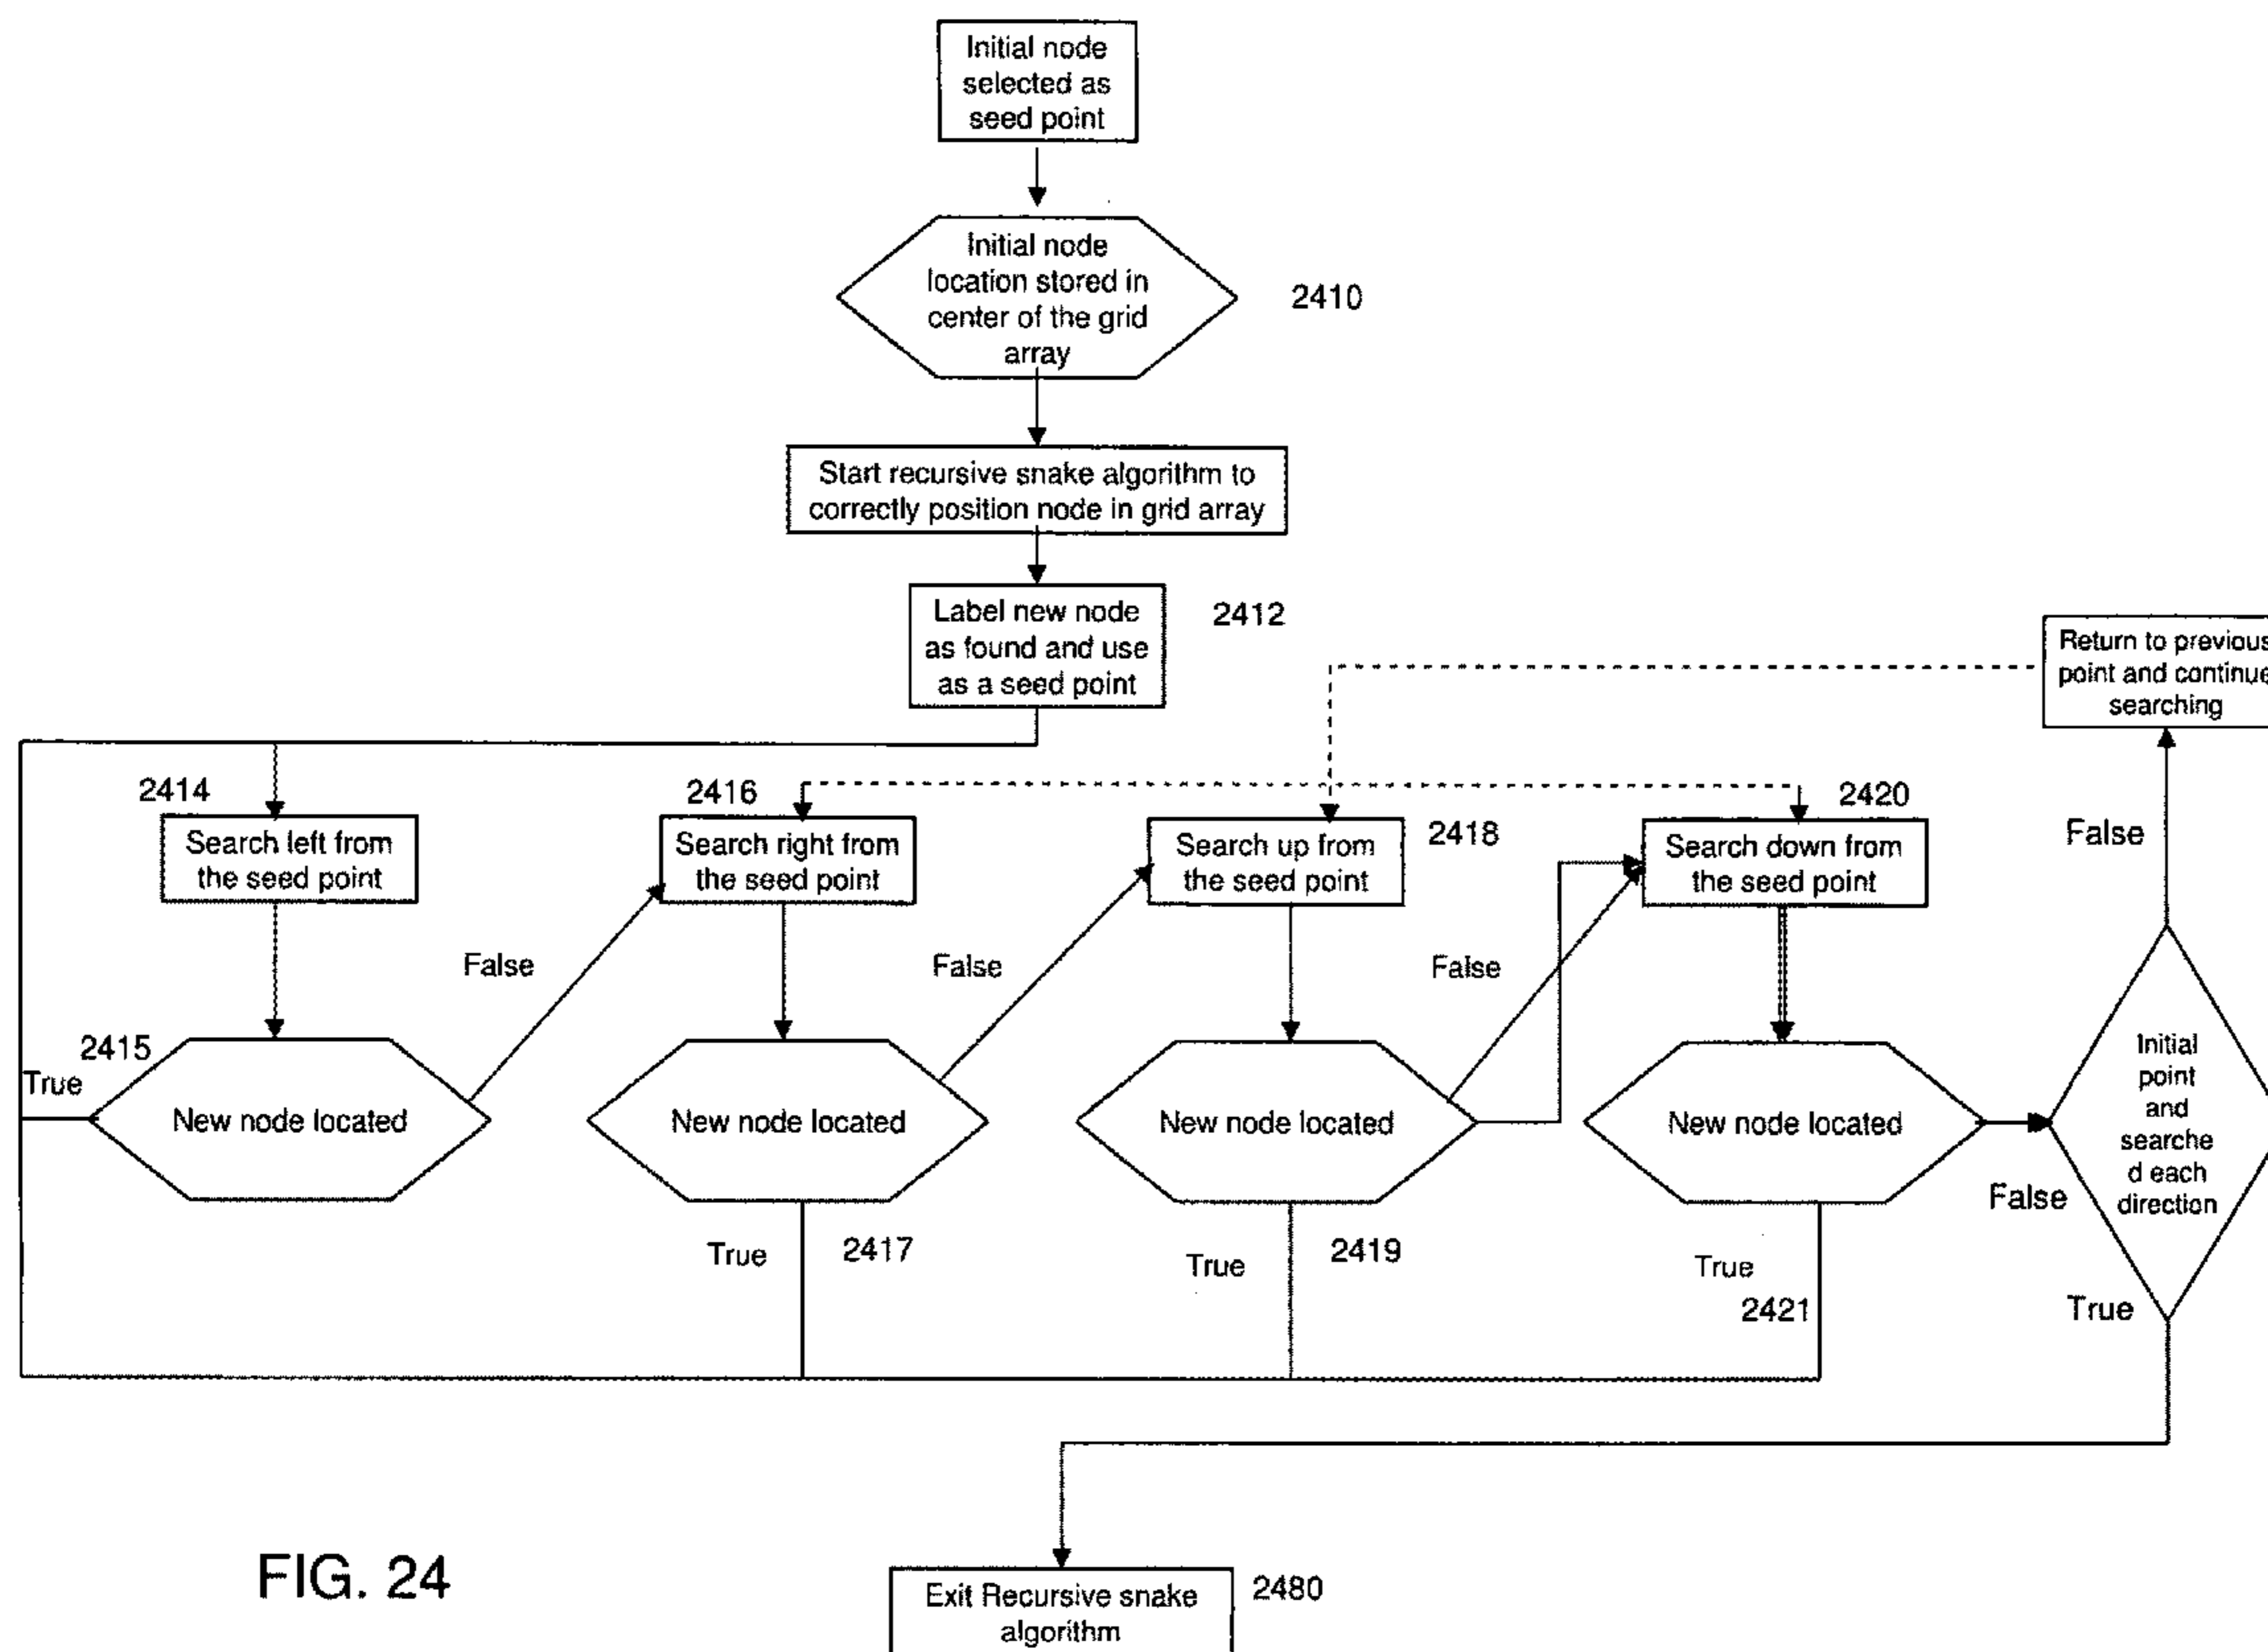 Initial node
selected as
seed point
Initial node
location stored in
center of the grid
array
2410
Start recursive snake algorithm to
correctly position node in grid array
Label new node
as found and use
as a seed point
2412
Return to previous
point and continue
searching
2414
Search left from
the seed point
2416
Search right from
the seed point
Search up from
the seed point
2418
2420
Search down from
the seed point
False
False
False
False
2415
True
New node located
New node located
New node located
New node located
False
Initial
point
and
searche
d each
direction
True
2417
True
2419
True
2421
True
FIG. 24
Exit Recursive snake
algorithm
2480